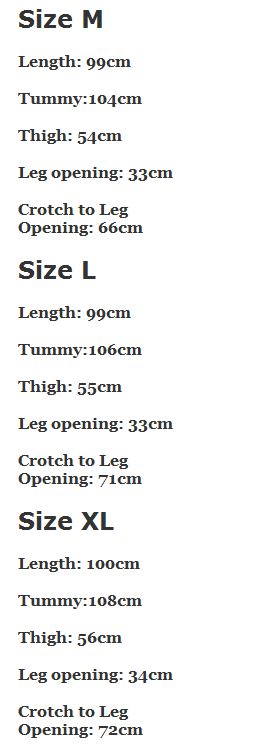 Size M
Length: 99cm
Tummy:104cm
Thigh: 54cm
Leg opening: 33cm
Crotch to Leg
Opening: 66cm
Size L
Length: 99cm
Tummy:106cm
Thigh: 55cm
Leg opening: 33cm
Crotch to Leg
Opening: 71cm
Size XL
Length: 100cm
Tummy:108cm
Thigh: 56cm
Leg opening: 34cm
Crotch to Leg
Opening: 72cm